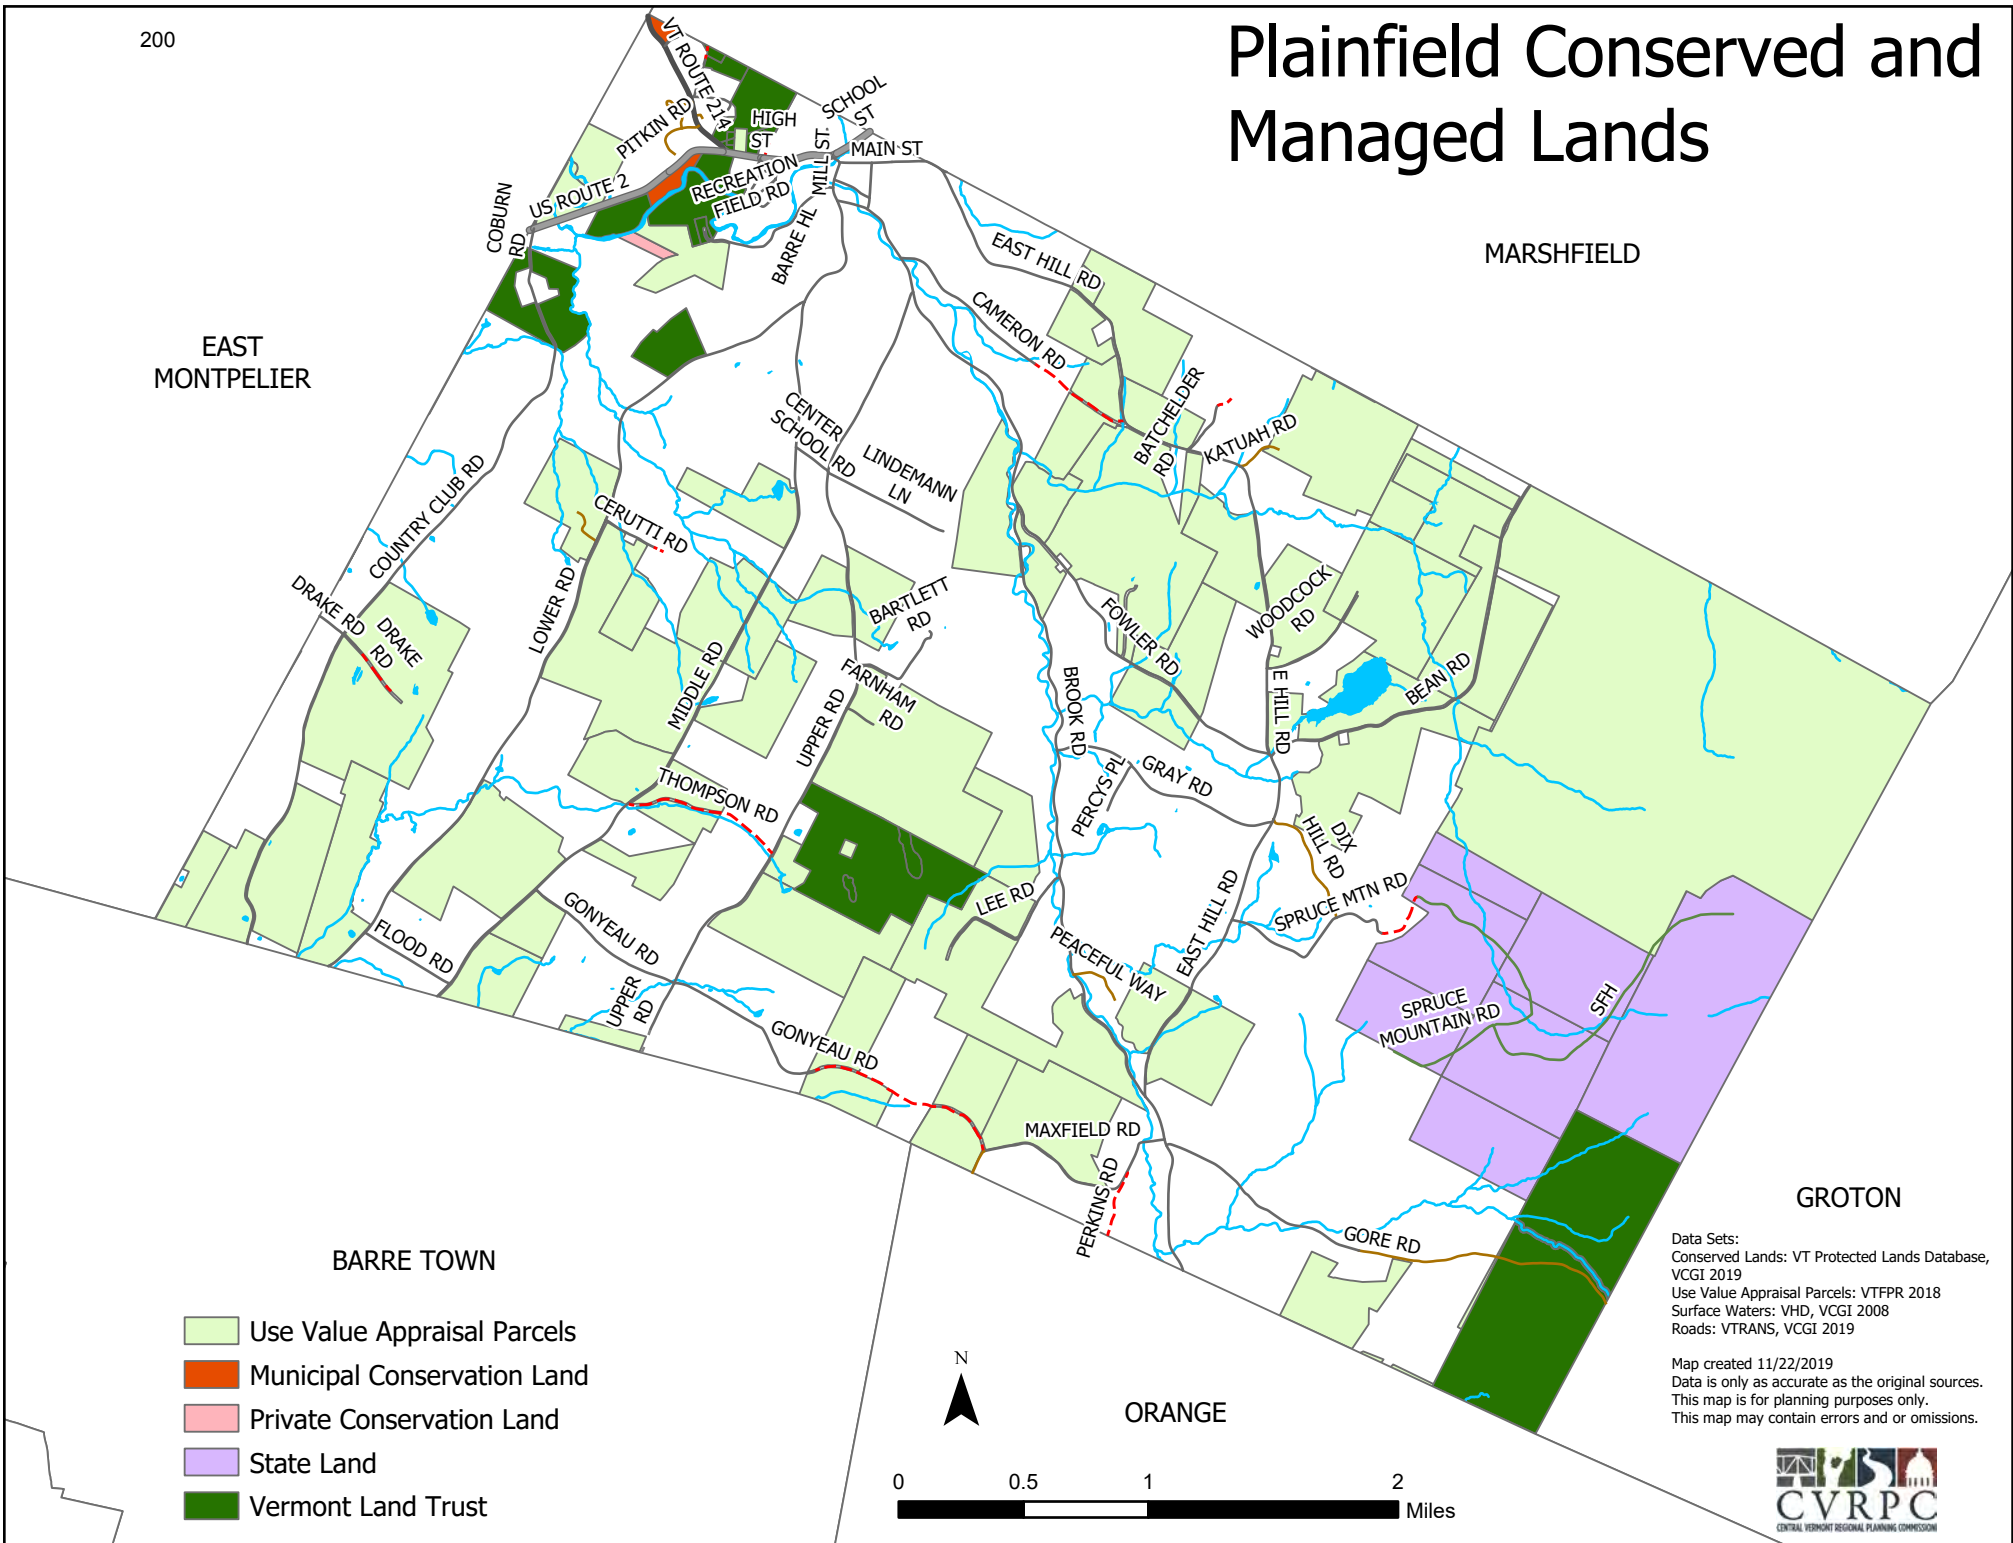 200
Plainfield Conserved and
Managed Lands
VT ROUTE 214
SCHOOL
ST
HIGH
ST
PITKIN RD
MAIN ST
MILL ST.
RECREATION
FIELD RD
US ROUTE 2
COBURN
RD
BARRE HL
EAST HILL RD
MARSHFIELD
CAMERON RD
EAST
MONTPELIER
BATCHELDER
RD
KATUAH RD
CENTER
SCHOOL RD
LINDEMANN
LN
COUNTRY CLUB RD
CERUTTI RD
DRAKE RD
DRAKE
RD
LOWER RD
BARTLETT
RD
WOODCOCK
RD
FOWLER RD
MIDDLE RD
FARNHAM
RD
UPPER RD
BROOK RD
E HILL RD
BEAN RD
THOMPSON RD
PERCYS PL
GRAY RD
DIX
HILL RD
LEE RD
SPRUCE MTN RD
GONYEAU RD
FLOOD RD
PEACEFUL WAY
EAST HILL RD
UPPER
RD
SPRUCE
MOUNTAIN RD
SFH
GONYEAU RD
MAXFIELD RD
PERKINS RD
GORE RD
GROTON
BARRE TOWN
ORANGE
Use Value Appraisal Parcels
Municipal Conservation Land
Private Conservation Land
State Land
Vermont Land Trust
N
0 0.5 1 2
Miles
Data Sets:
Conserved Lands: VT Protected Lands Database,
VCGI 2019
Use Value Appraisal Parcels: VTFPR 2018
Surface Waters: VHD, VCGI 2008
Roads: VTRANS, VCGI 2019
Map created 11/22/2019
Data is only as accurate as the original sources.
This map is for planning purposes only.
This map may contain errors and or omissions.
CVRPC
CENTRAL VERMONT REGIONAL PLANNING COMMISSION